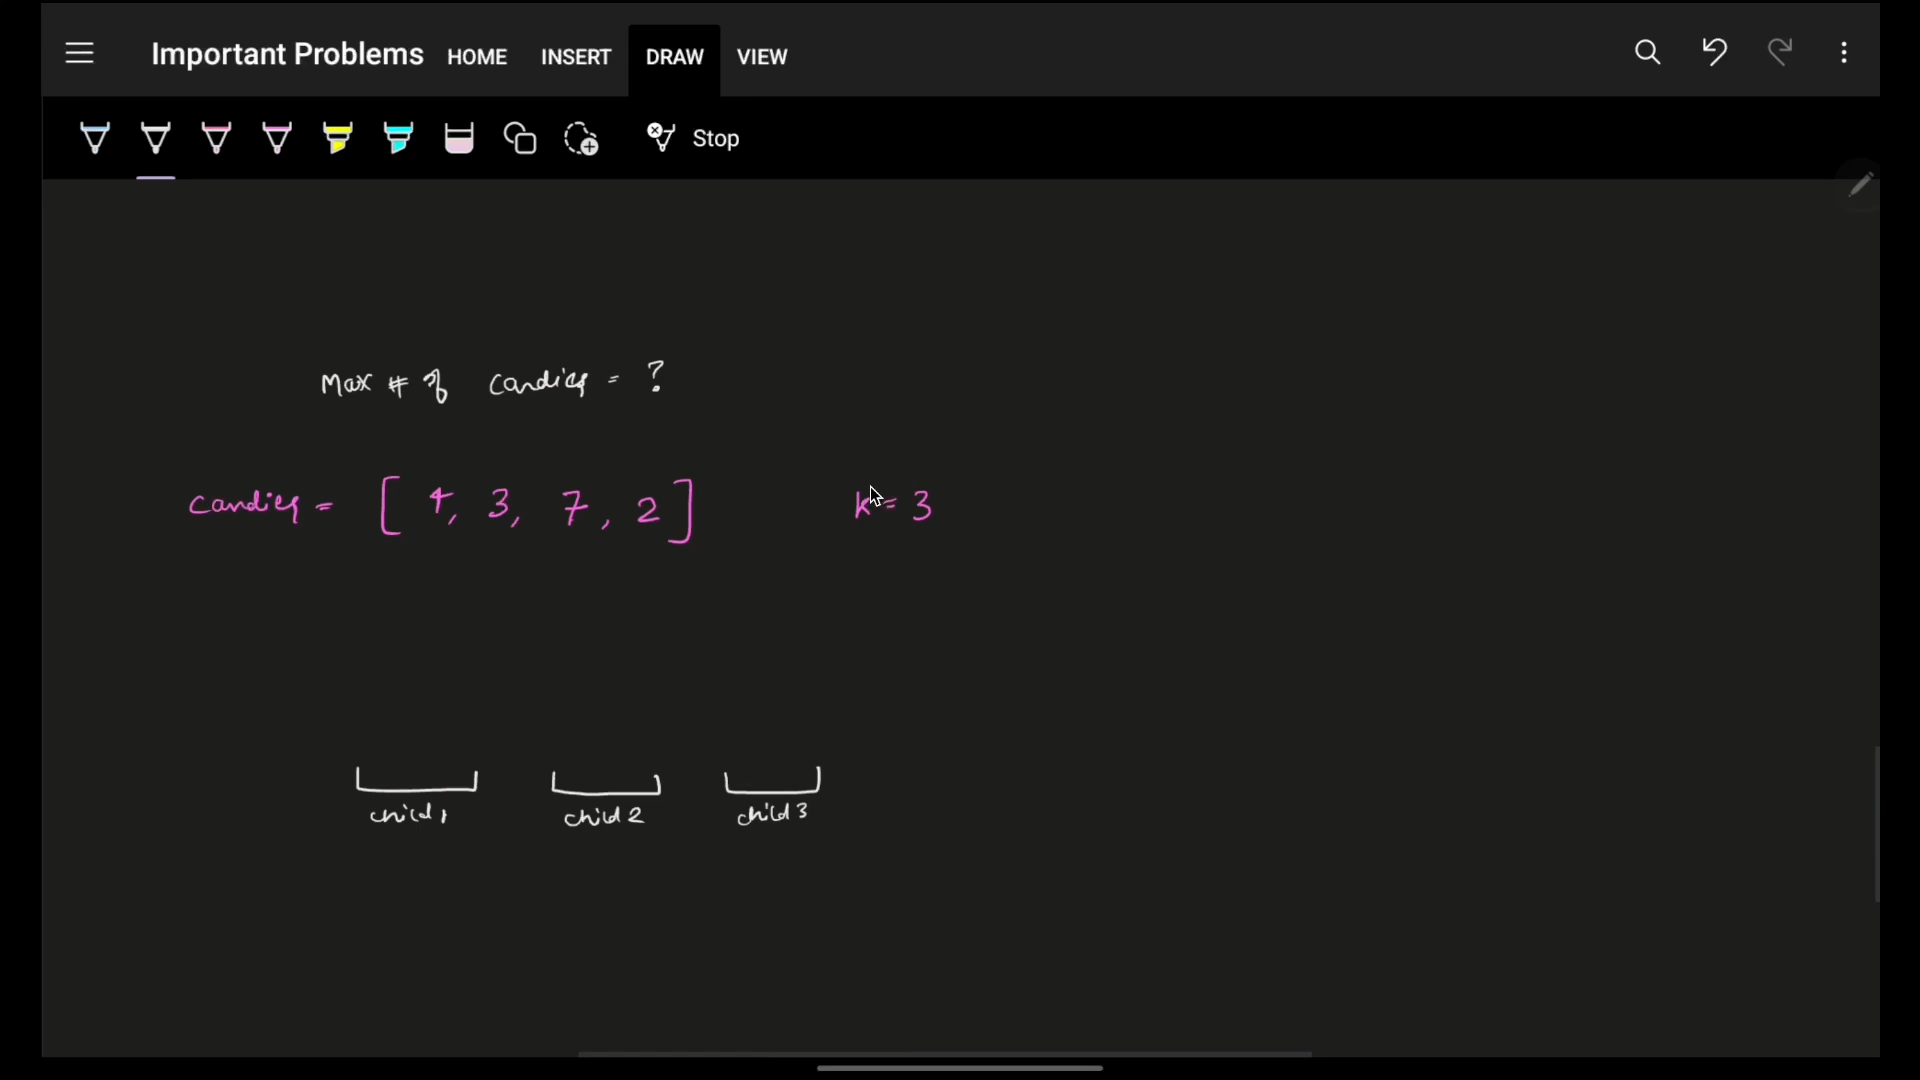 Important Problems HOME INSERT DRAW VIEW
Stop
Max # of candies = ?
candies = [ 4, 3, 7, 2 ] k = 3
child 1 child 2 child 3